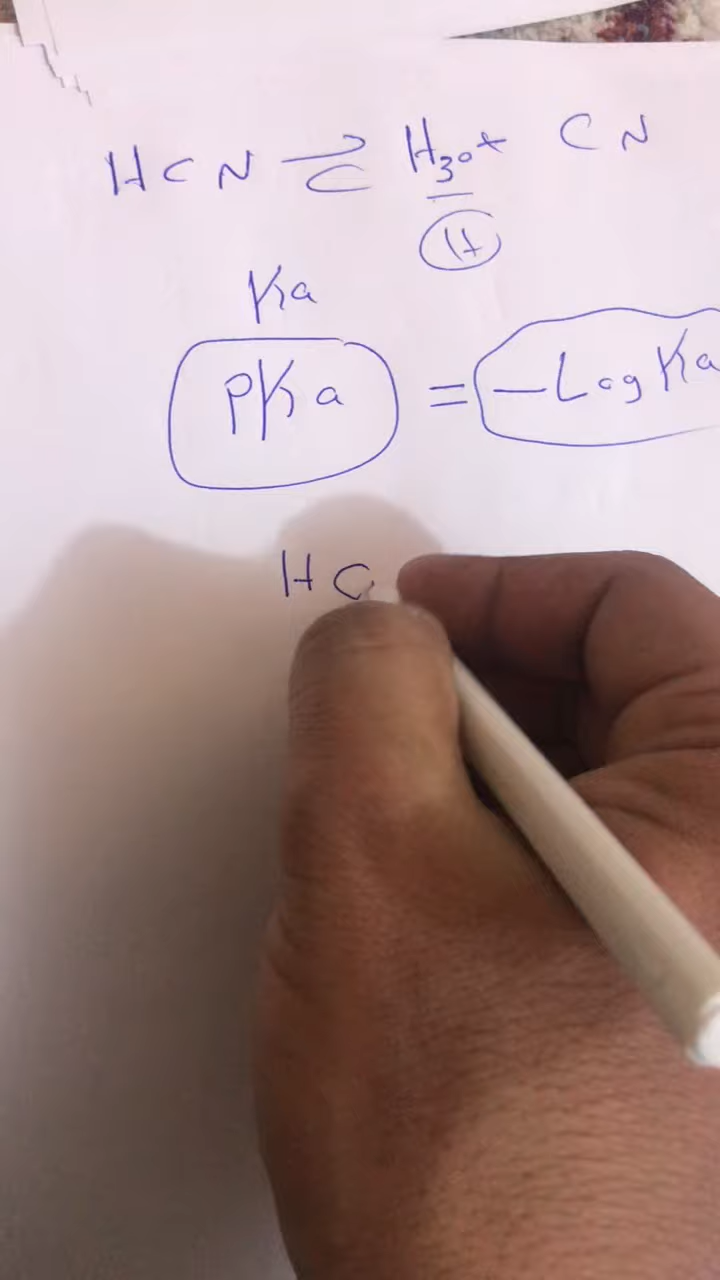 HCN ⇌ H3O+ CN
H
Ka
PKa = -Log Ka
HC